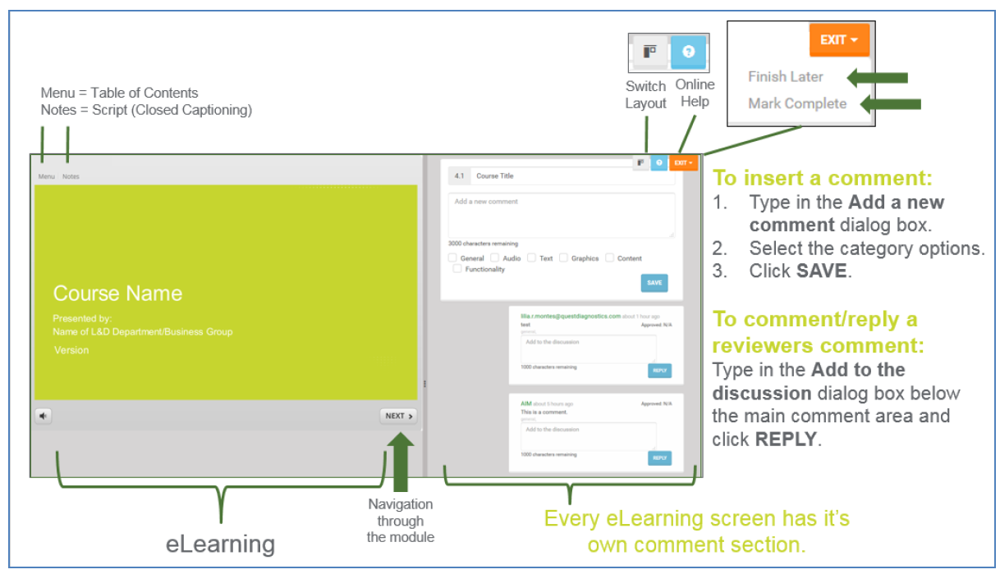 EXIT
Finish Later
Mark Complete
Switch
Layout
Online
Help
Menu = Table of Contents
Notes = Script (Closed Captioning)
Menu Notes
EXIT
4.1 Course Title
Add a new comment
3000 characters remaining
General Audio Text Graphics Content
Functionality
SAVE
Course Name
Presented by:
Name of L&D Department/Business Group
Version
NEXT >
lilia.r.montes@questdiagnostics.com about 1 hour ago
test Approved: N/A
general,
Add to the discussion
1000 characters remaining
REPLY
AIM about 5 hours ago Approved: N/A
This is a comment.
general,
Add to the discussion
1000 characters remaining
REPLY
To insert a comment:
1. Type in the Add a new
comment dialog box.
2. Select the category options.
3. Click SAVE.
To comment/reply a
reviewers comment:
Type in the Add to the
discussion dialog box below
the main comment area and
click REPLY.
eLearning
Navigation
through
the module
Every eLearning screen has it's
own comment section.